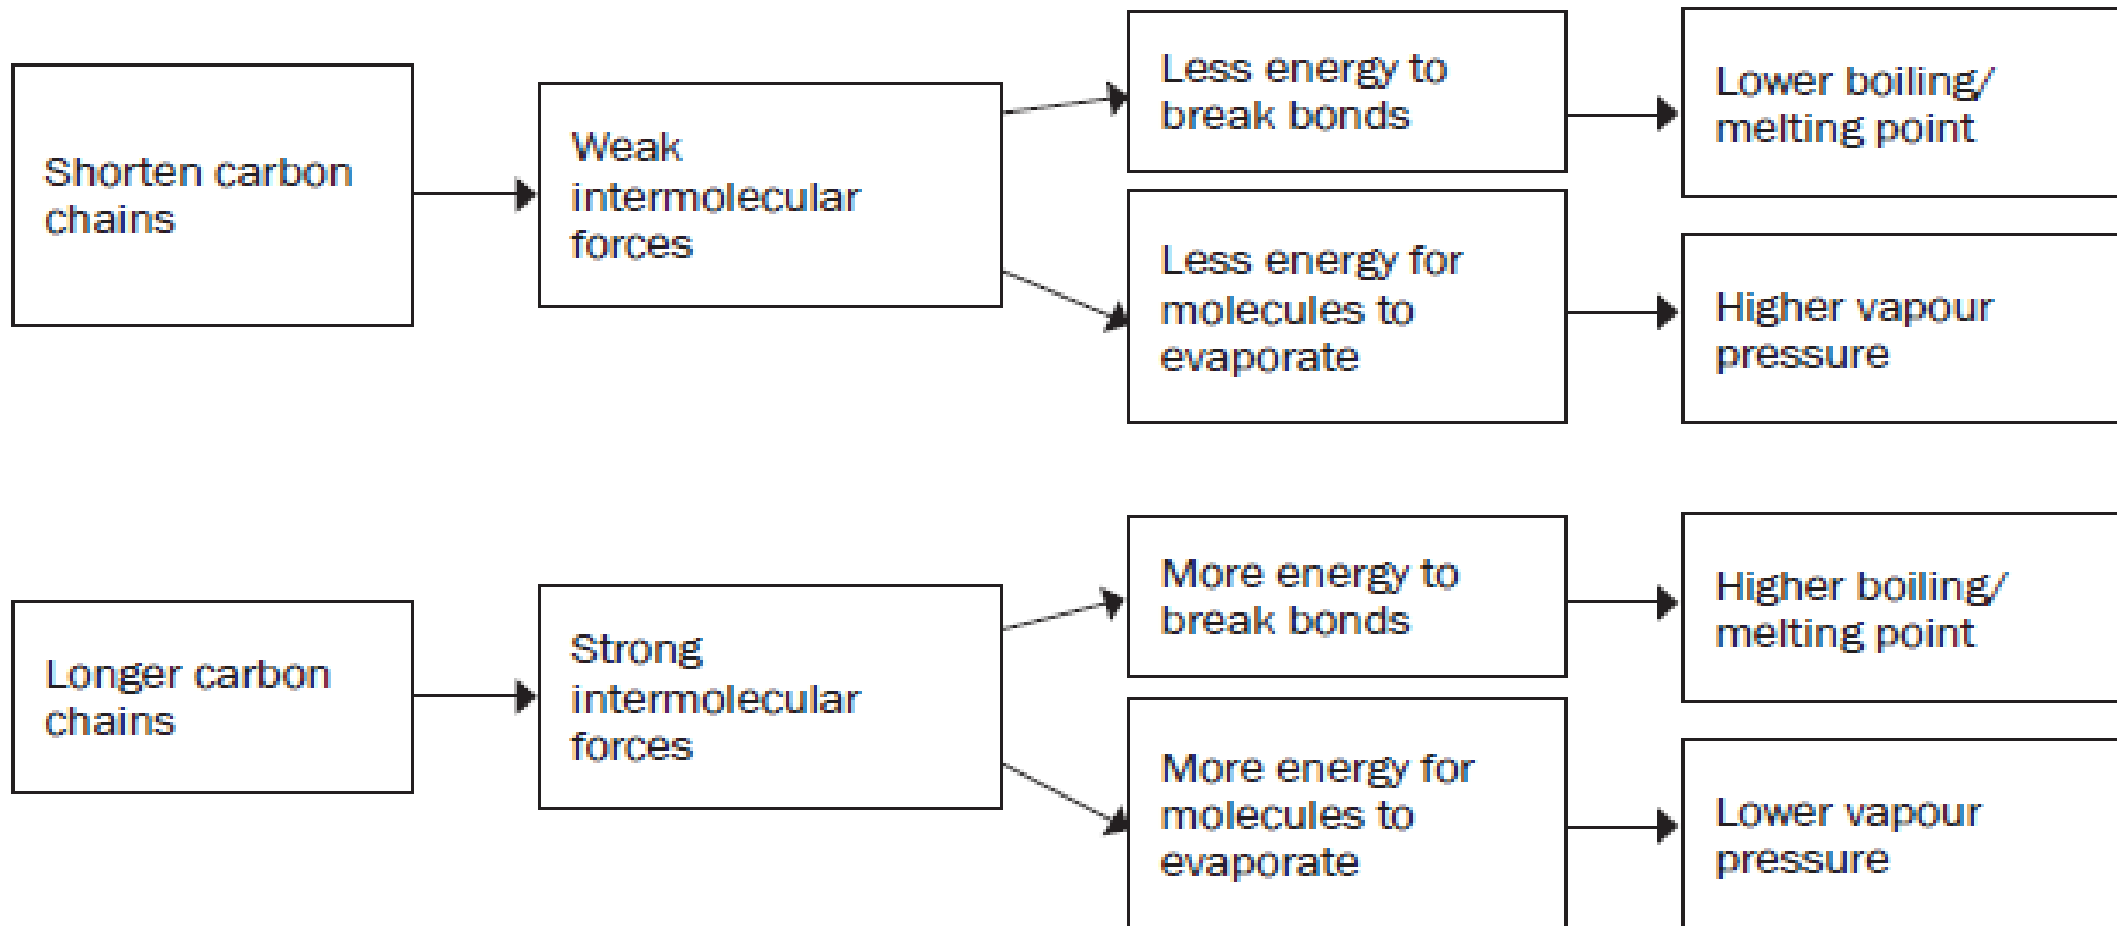 Shorten carbon
chains
Weak
intermolecular
forces
Less energy to
break bonds
Lower boiling/
melting point
Less energy for
molecules to
evaporate
Higher vapour
pressure
Longer carbon
chains
Strong
intermolecular
forces
More energy to
break bonds
Higher boiling/
melting point
More energy for
molecules to
evaporate
Lower vapour
pressure